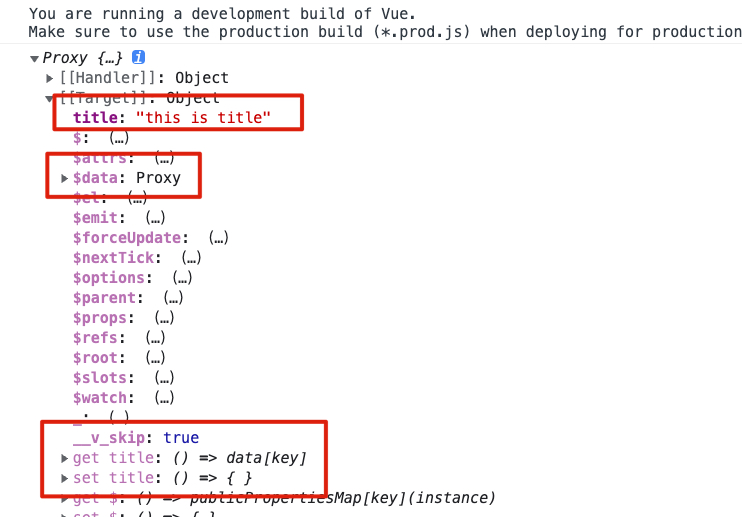 You are running a development build of Vue.
Make sure to use the production build (*.prod.js) when deploying for production
Proxy {…} i
[[Handler]]: Object
[[Target]]: Object
title: "this is title"
$: (…)
$attrs: (…)
$data: Proxy
$el: (…)
$emit: (…)
$forceUpdate: (…)
$nextTick: (…)
$options: (…)
$parent: (…)
$props: (…)
$refs: (…)
$root: (…)
$slots: (…)
$watch: (…)
_: (…)
__v_skip: true
get title: () => data[key]
set title: () => { }
get $: () => publicPropertiesMap[key](instance)
set $: () => { }